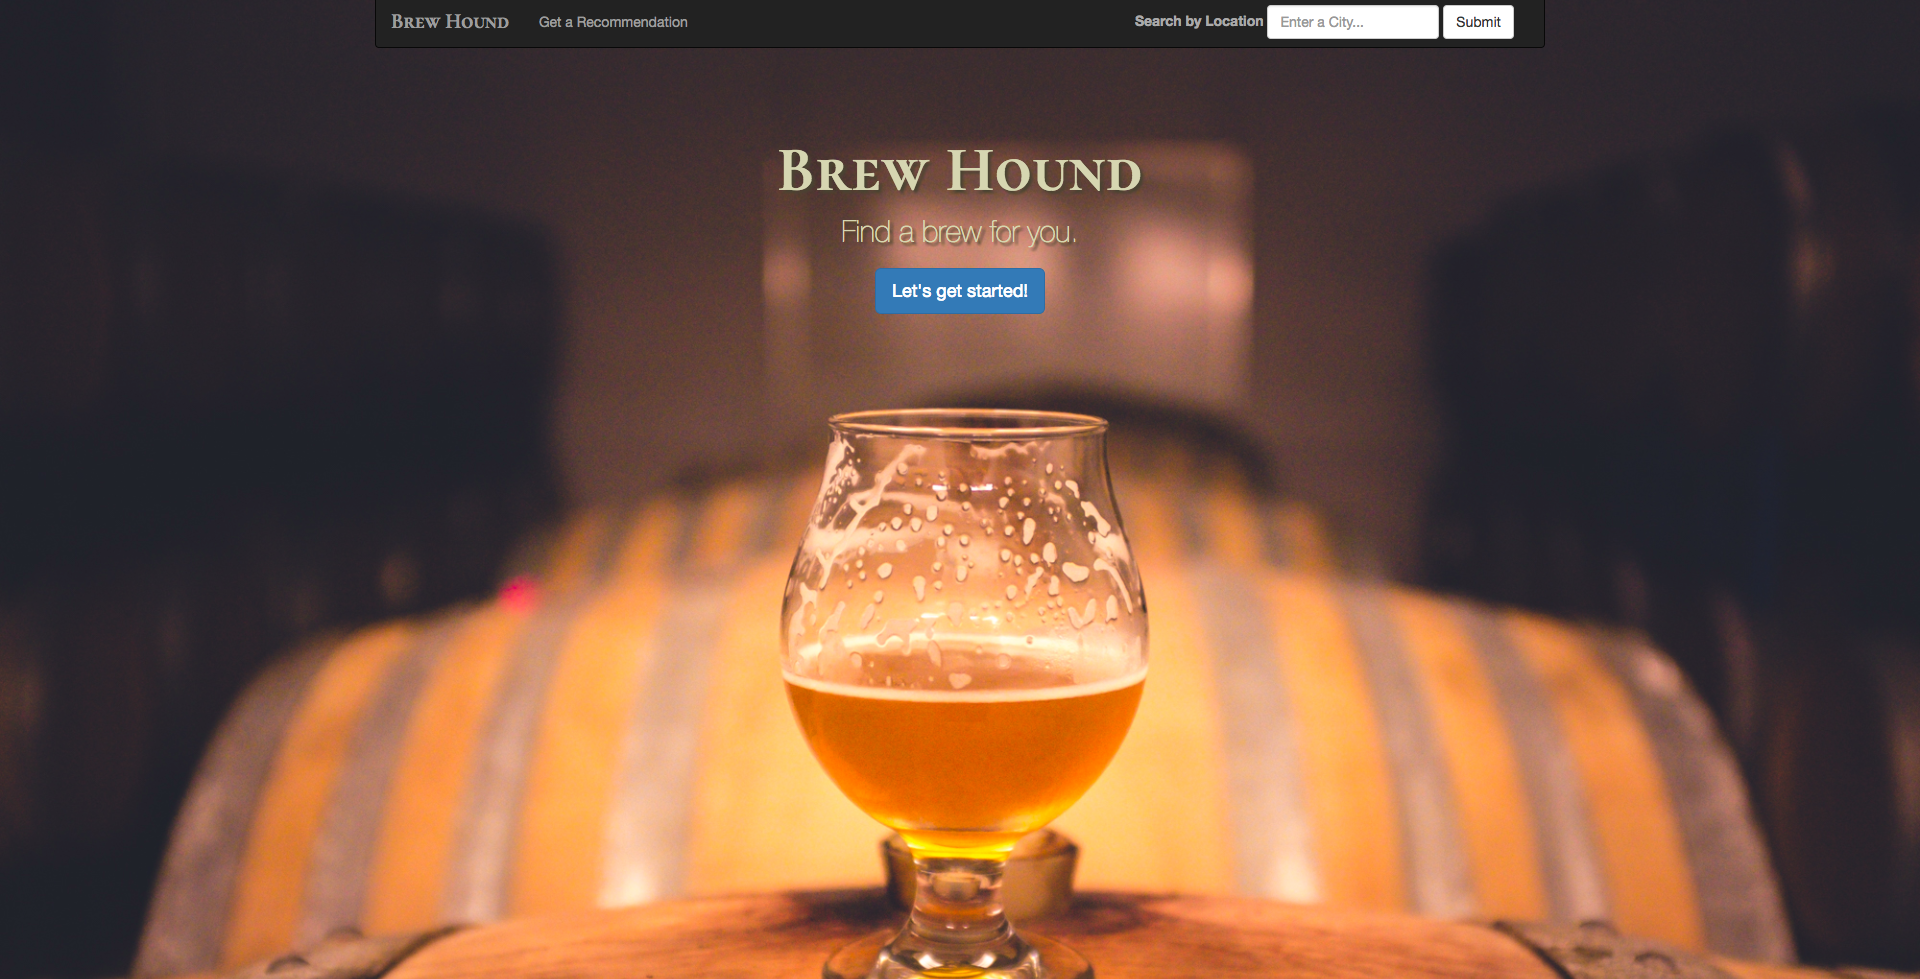 Brew Hound Get a Recommendation Search by Location Enter a City... Submit
Brew Hound
Find a brew for you.
Let's get started!